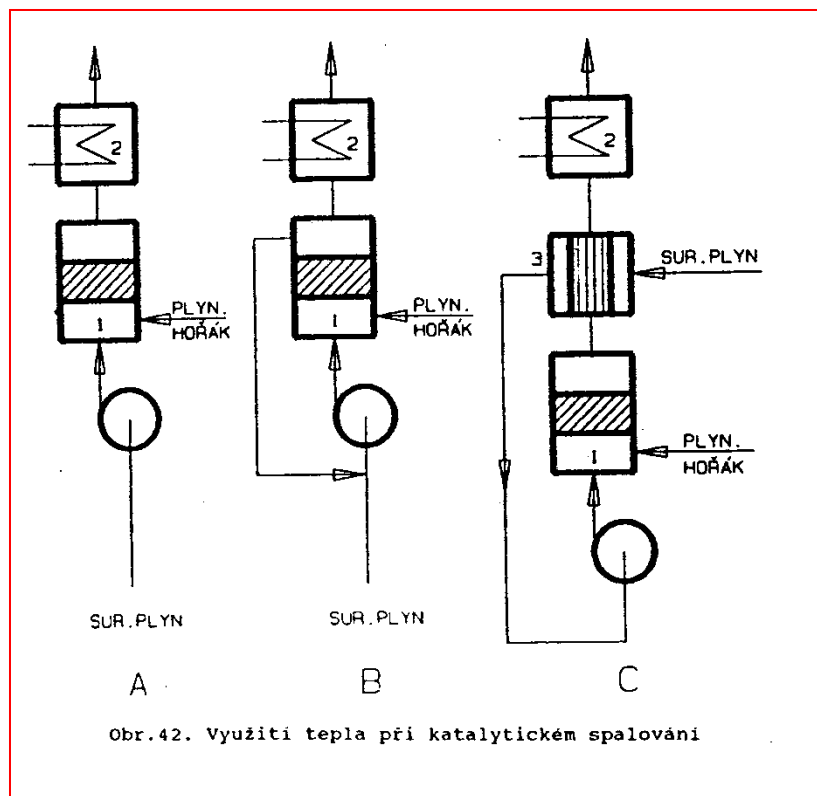 2
2
2
3
SUR.PLYN
1
PLYN.
HOŘÁK
1
PLYN.
HOŘÁK
1
PLYN.
HOŘÁK
SUR.PLYN
SUR.PLYN
A
B
C
Obr.42. Využití tepla při katalytickém spalování